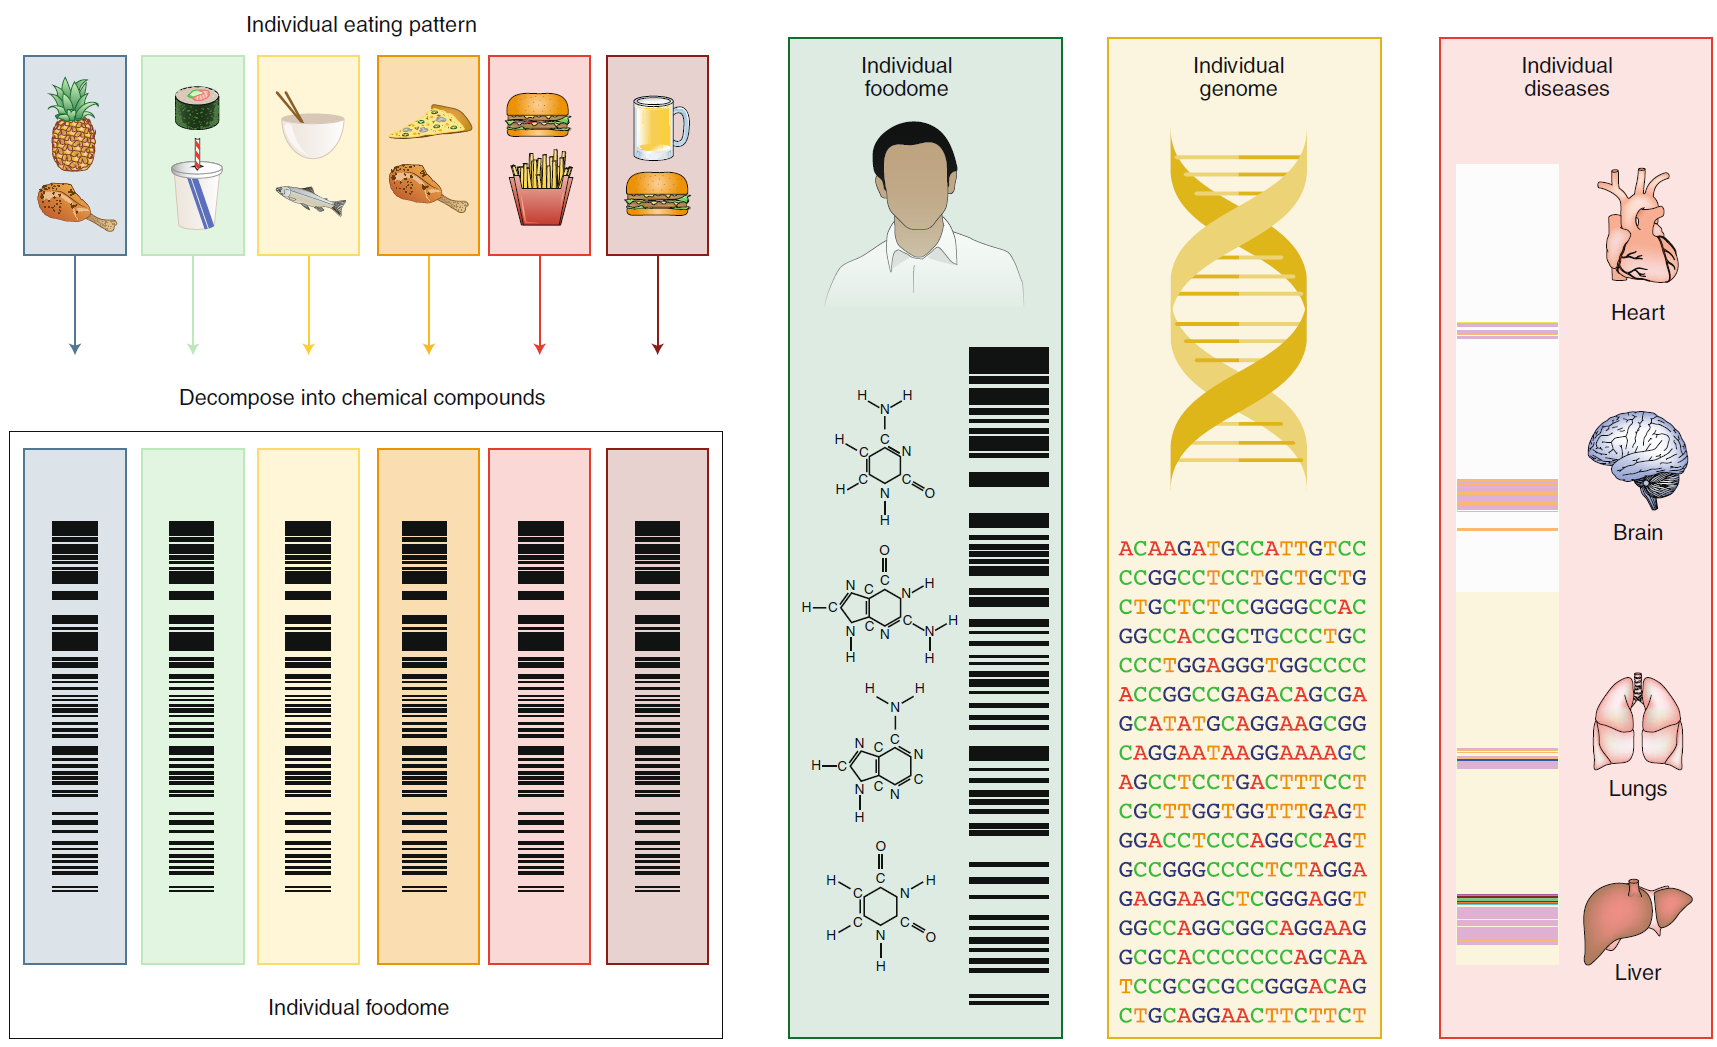 Individual eating pattern
Decompose into chemical compounds
Individual foodome
Individual
foodome
H H
N
H C N
C
C C
H N O
H
O
C
N C N H
H C C
N C N C N H
H H H
H H
N
C
N C N
H C
C
N C N
H
O
H C H
C N
C C
H N O
H
Individual
genome
ACAAGATGCCATTGTCC
CCGGCCTCCTGCTGCTG
CTGCTCTCCGGGGCCAC
GGCCACCGCTGCCCTGC
CCCTGGAGGGTGGCCCC
ACCGGCCGAGACAGCGA
GCATATGCAGGAAGCGG
CAGGAATAAGGAAAAGC
AGCCTCCTGACTTTCCT
CGCTTGGTGGTTTGAGT
GGACCTCCCAGGCCAGT
GCCGGGCCCCTCTAGGA
GAGGAAGCTCGGGAGGT
GGCCAGGCGGCAGGAAG
GCGCACCCCCCCAGCAA
TCCGCGCGCCGGGACAG
CTGCAGGAACTTCTTCT
Individual
diseases
Heart
Brain
Lungs
Liver